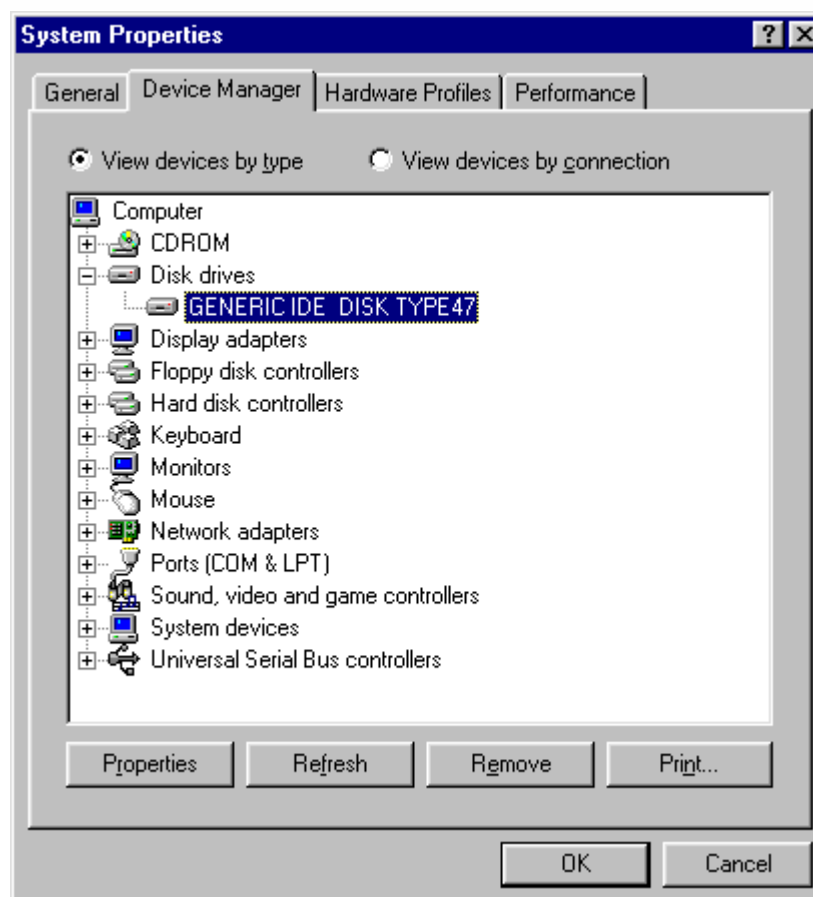 System Properties
General Device Manager Hardware Profiles Performance
View devices by type View devices by connection
Computer
CDROM
Disk drives
GENERIC IDE DISK TYPE47
Display adapters
Floppy disk controllers
Hard disk controllers
Keyboard
Monitors
Mouse
Network adapters
Ports (COM & LPT)
Sound, video and game controllers
System devices
Universal Serial Bus controllers
Properties Refresh Remove Print...
OK Cancel